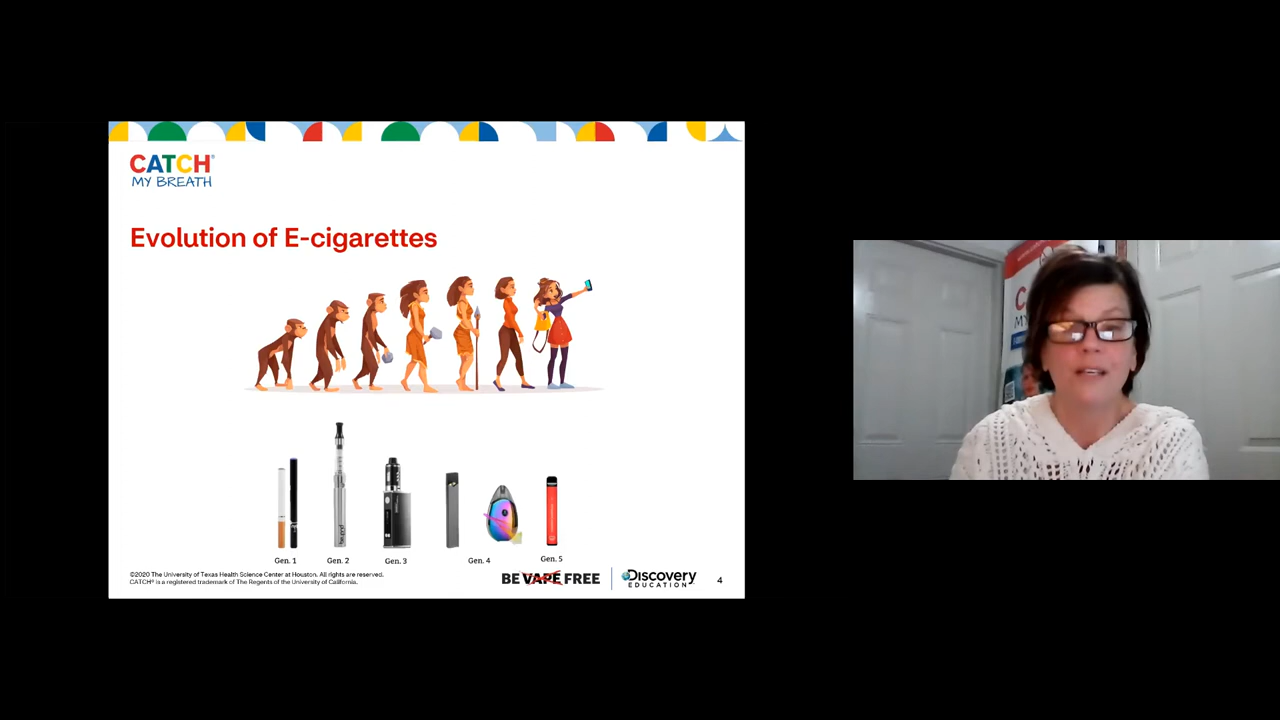 CATCH®
MY BREATH
Evolution of E-cigarettes
Gen. 1
Gen. 2
Gen. 3
Gen. 4
Gen. 5
©2020 The University of Texas Health Science Center at Houston. All rights are reserved.
CATCH® is a registered trademark of The Regents of the University of California.
BE VAPE FREE
Discovery
EDUCATION
4